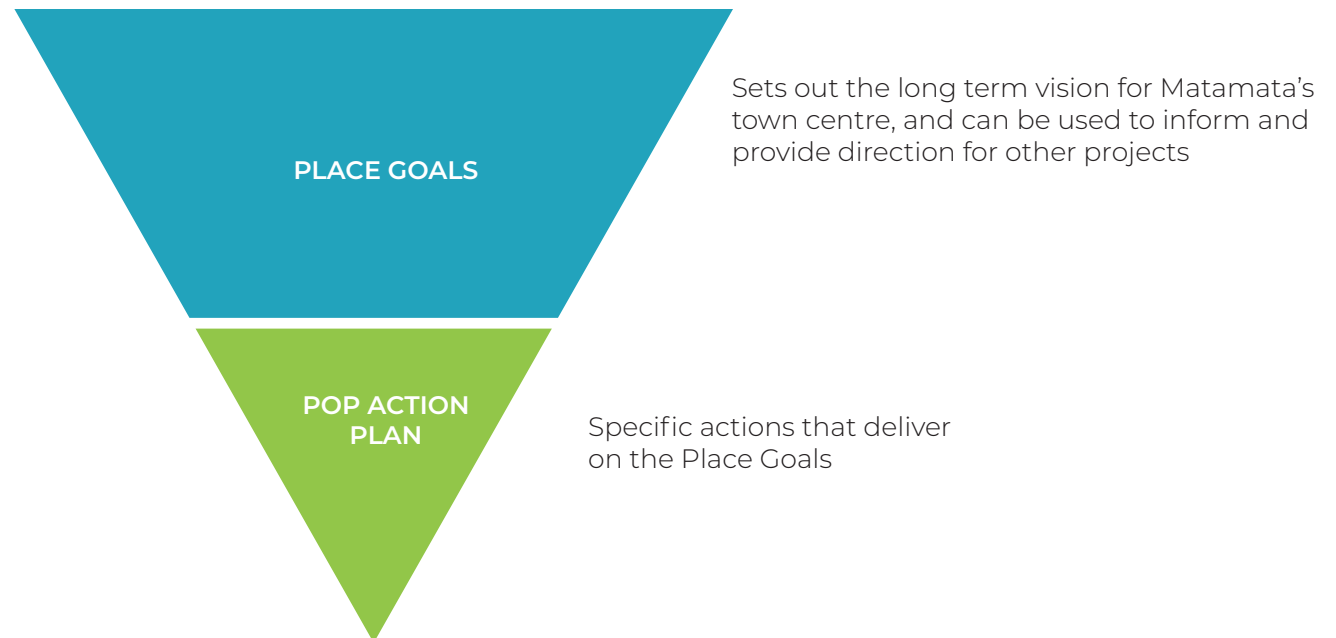 PLACE GOALS
Sets out the long term vision for Matamata’s
town centre, and can be used to inform and
provide direction for other projects
POP ACTION
PLAN
Specific actions that deliver
on the Place Goals